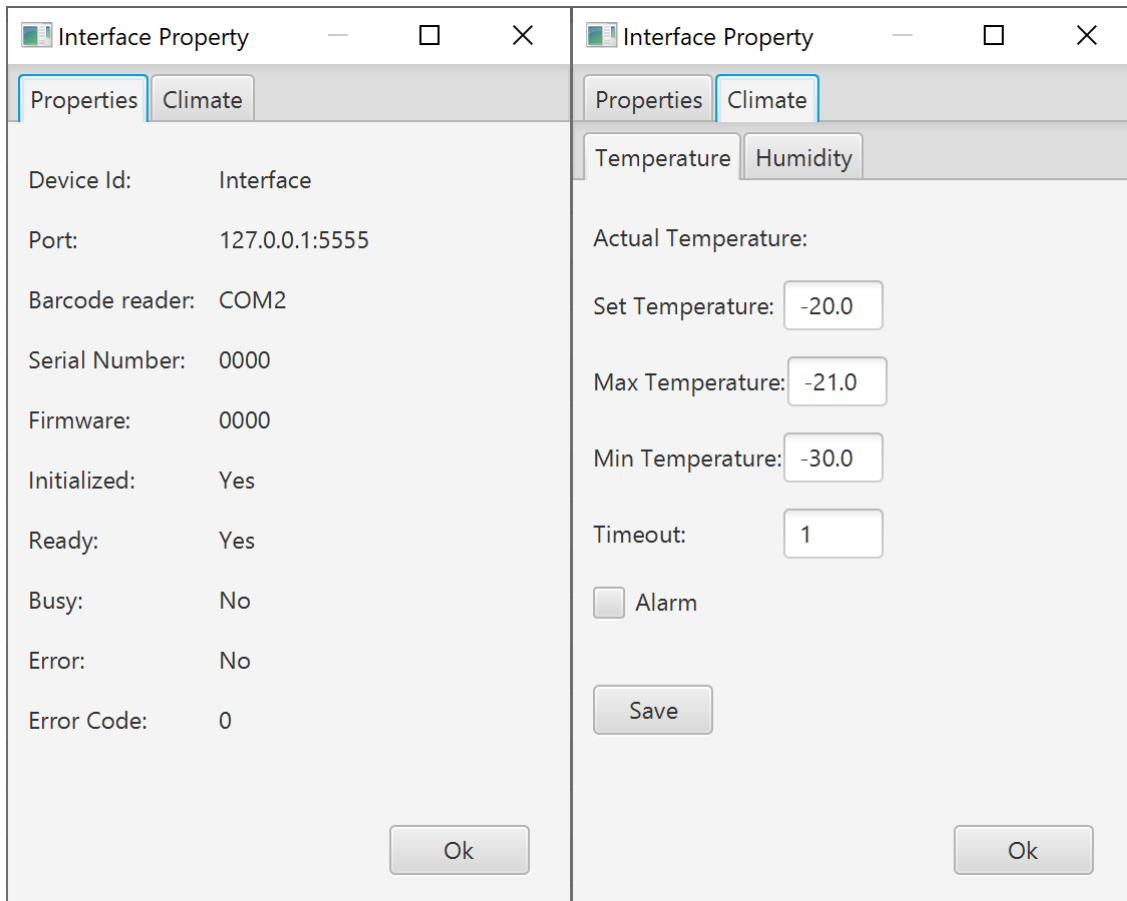 Interface Property
Properties Climate
Device Id: Interface
Port: 127.0.0.1:5555
Barcode reader: COM2
Serial Number: 0000
Firmware: 0000
Initialized: Yes
Ready: Yes
Busy: No
Error: No
Error Code: 0
Ok
Interface Property
Properties Climate
Temperature Humidity
Actual Temperature:
Set Temperature: -20.0
Max Temperature: -21.0
Min Temperature: -30.0
Timeout: 1
Alarm
Save
Ok